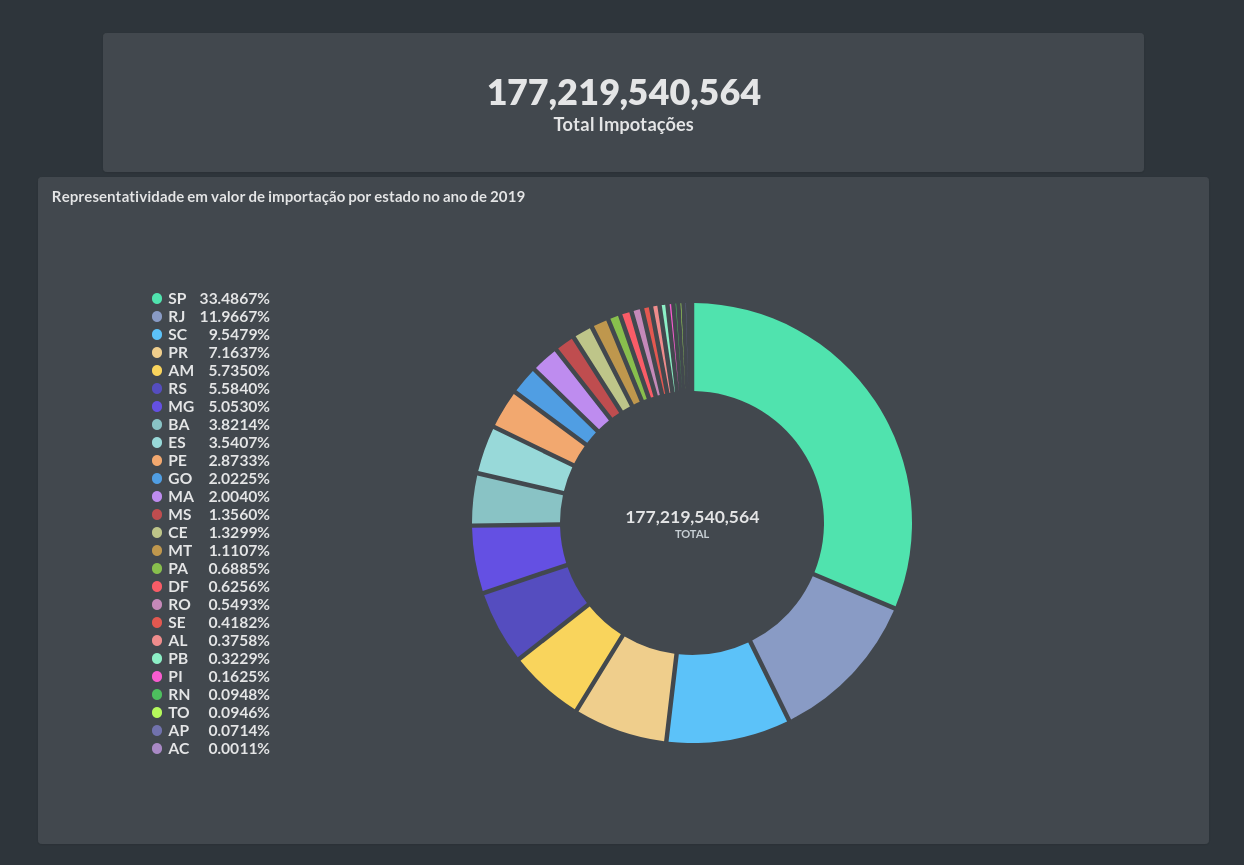 177,219,540,564
Total Impotações
Representatividade em valor de importação por estado no ano de 2019
SP 33.4867%
RJ 11.9667%
SC 9.5479%
PR 7.1637%
AM 5.7350%
RS 5.5840%
MG 5.0530%
BA 3.8214%
ES 3.5407%
PE 2.8733%
GO 2.0225%
MA 2.0040%
MS 1.3560%
CE 1.3299%
MT 1.1107%
PA 0.6885%
DF 0.6256%
RO 0.5493%
SE 0.4182%
AL 0.3758%
PB 0.3229%
PI 0.1625%
RN 0.0948%
TO 0.0946%
AP 0.0714%
AC 0.0011%
177,219,540,564
TOTAL